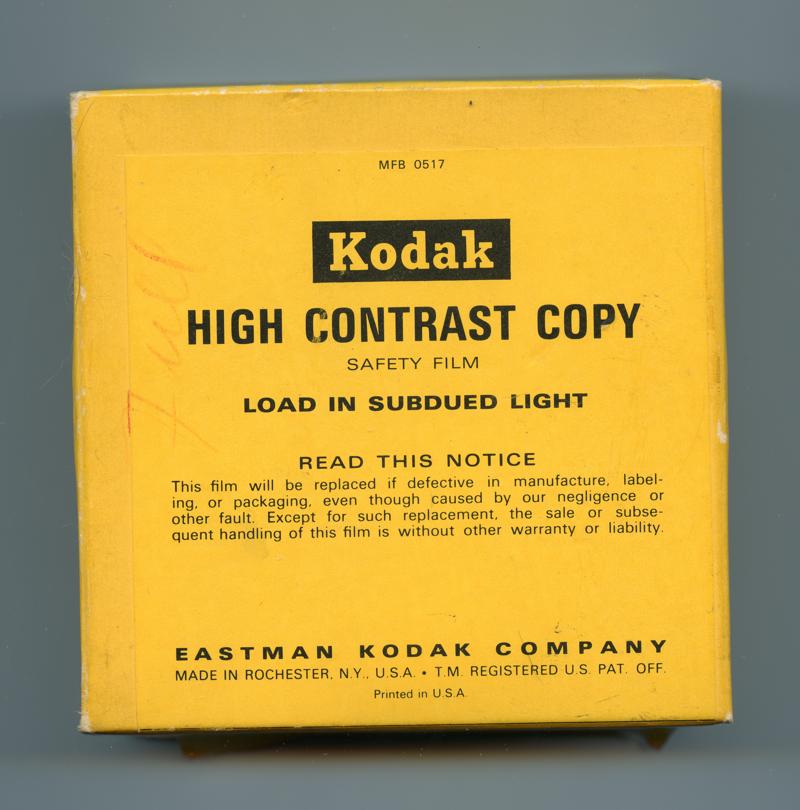 MFB 0517
Kodak
HIGH CONTRAST COPY
SAFETY FILM
LOAD IN SUBDUED LIGHT
READ THIS NOTICE
This film will be replaced if defective in manufacture, label-
ing, or packaging, even though caused by our negligence or
other fault. Except for such replacement, the sale or subse-
quent handling of this film is without other warranty or liability.
EASTMAN KODAK COMPANY
MADE IN ROCHESTER, N.Y., U.S.A. • T.M. REGISTERED U.S. PAT. OFF.
Printed in U.S.A.